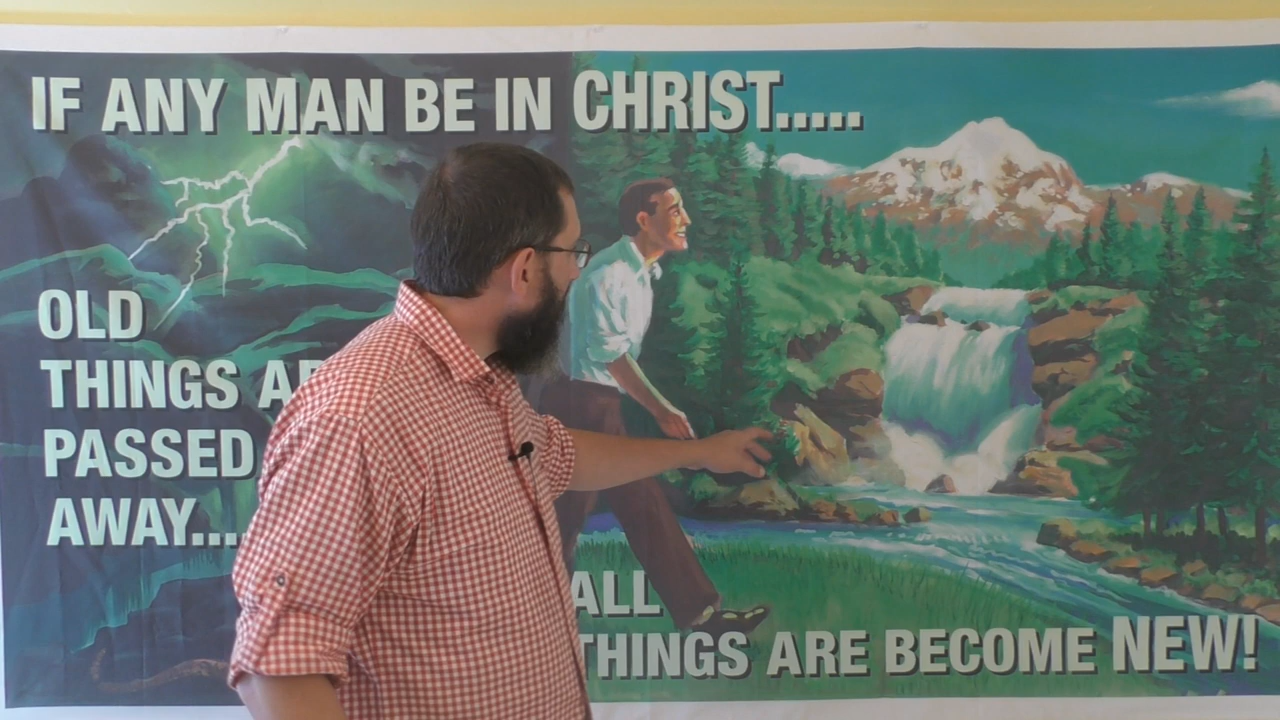 IF ANY MAN BE IN CHRIST.....
OLD
THINGS
PASSED
AWAY....
ALL
THINGS ARE BECOME NEW!